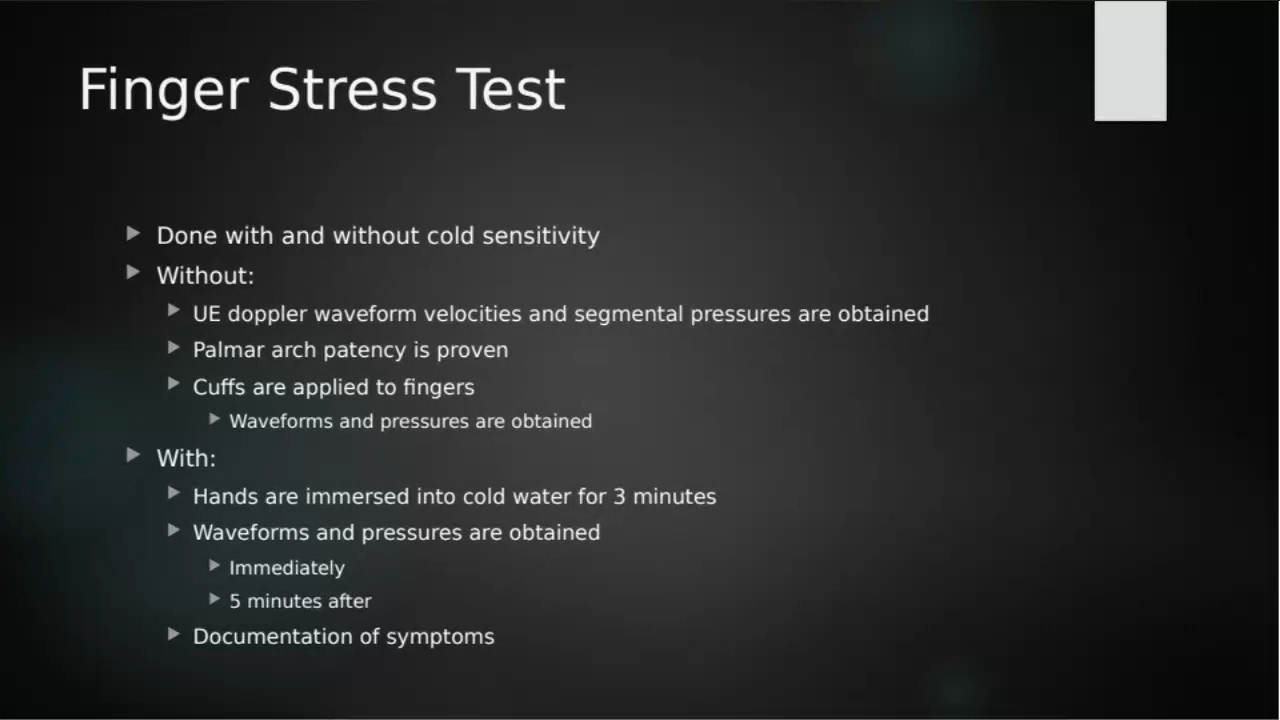 Finger Stress Test
Done with and without cold sensitivity
Without:
UE doppler waveform velocities and segmental pressures are obtained
Palmar arch patency is proven
Cuffs are applied to fingers
Waveforms and pressures are obtained
With:
Hands are immersed into cold water for 3 minutes
Waveforms and pressures are obtained
Immediately
5 minutes after
Documentation of symptoms